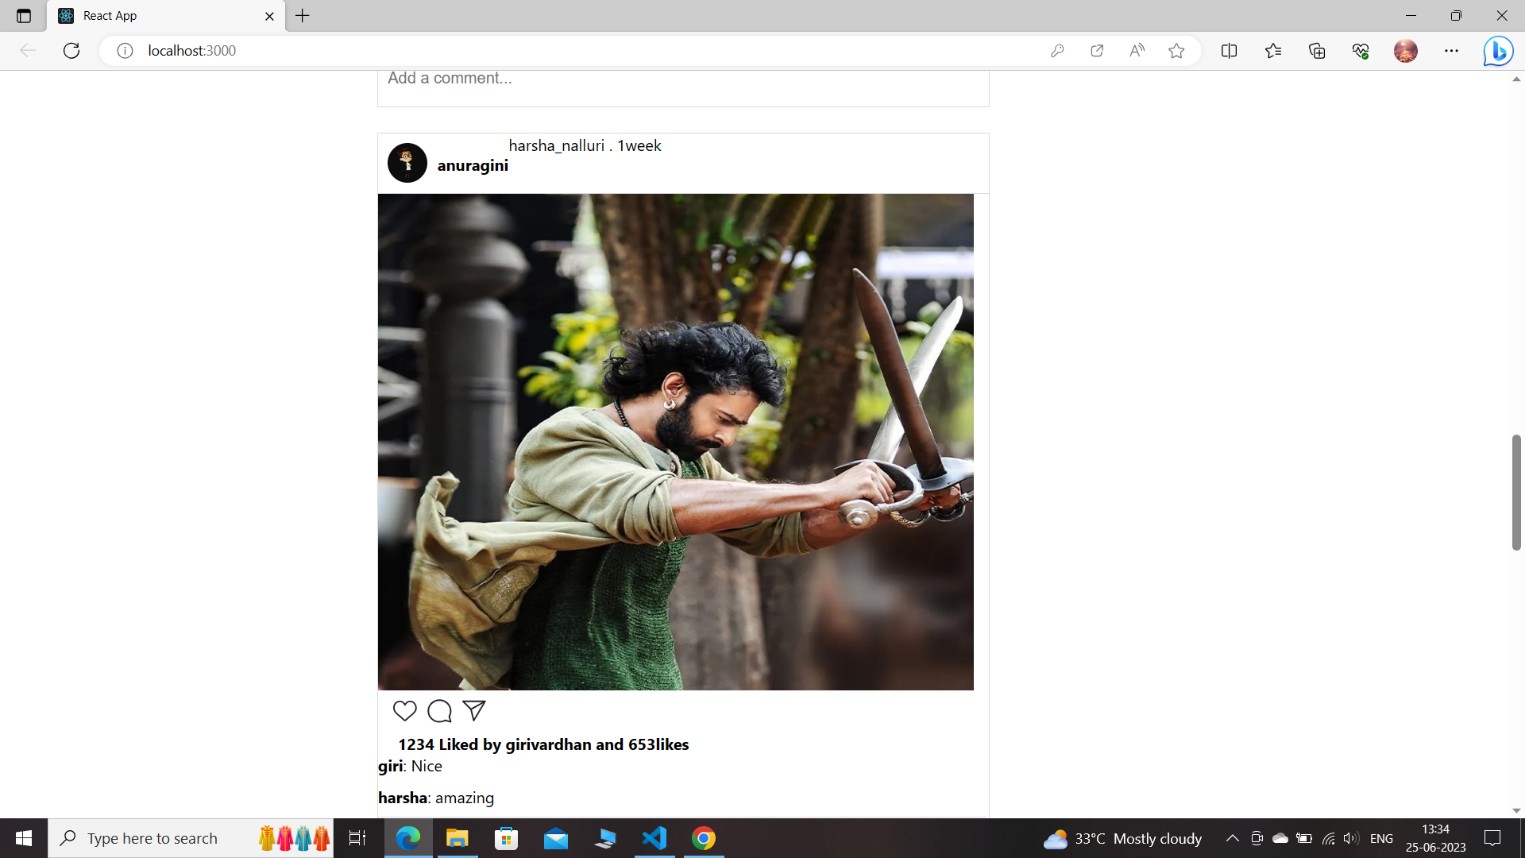 React App
localhost:3000
Add a comment...
harsha_nalluri . 1week
anuragini
1234 Liked by girivardhan and 653likes
giri: Nice
harsha: amazing
Type here to search
33°C Mostly cloudy
ENG
13:34
25-06-2023